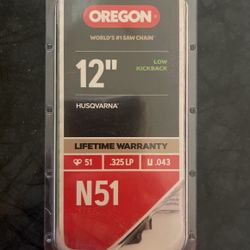 OREGON
WORLD'S #1 SAW CHAIN
12"
LOW
KICKBACK
HUSQVARNA
LIFETIME WARRANTY
51
.325 LP
.043
N51